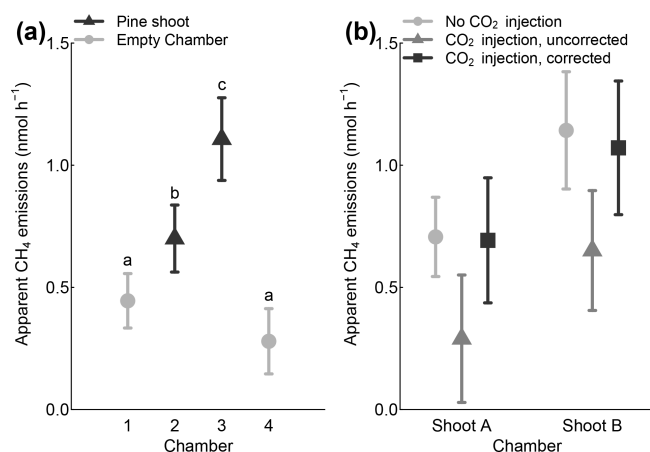 (a)
Pine shoot
Empty Chamber
Apparent CH₄ emissions (nmol h⁻¹)
1.5
1.0
0.5
0.0
a
b
c
a
1 2 3 4
Chamber
(b)
No CO₂ injection
CO₂ injection, uncorrected
CO₂ injection, corrected
Apparent CH₄ emissions (nmol h⁻¹)
1.5
1.0
0.5
0.0
Shoot A Shoot B
Chamber